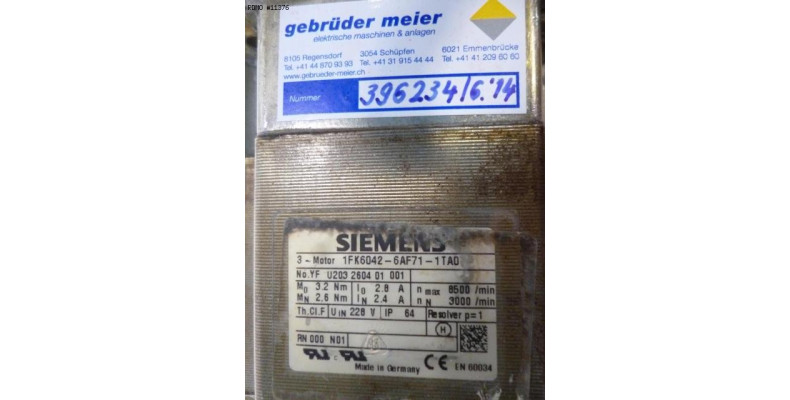 RDMO #11376
gebrüder meier
elektrische maschinen & anlagen
8105 Regensdorf 3054 Schüpfen 6021 Emmenbrücke
Tel. +41 44 870 93 93 Tel. +41 31 915 44 44 Tel. +41 41 209 60 60
www.gebrueder-meier.ch
Nummer 396234/6.'14
SIEMENS
3 ~ Motor 1FK6042-6AF71-1TA0
No.YF U203 2604 01 001
M0 3.2 Nm I0 2.8 A n max 8500 /min
MN 2.6 Nm IN 2.4 A n N 3000 /min
Th.Cl.F UIN 228 V IP 64 Resolver p=1
H
RN 000 N01
Made in Germany CE EN 60034